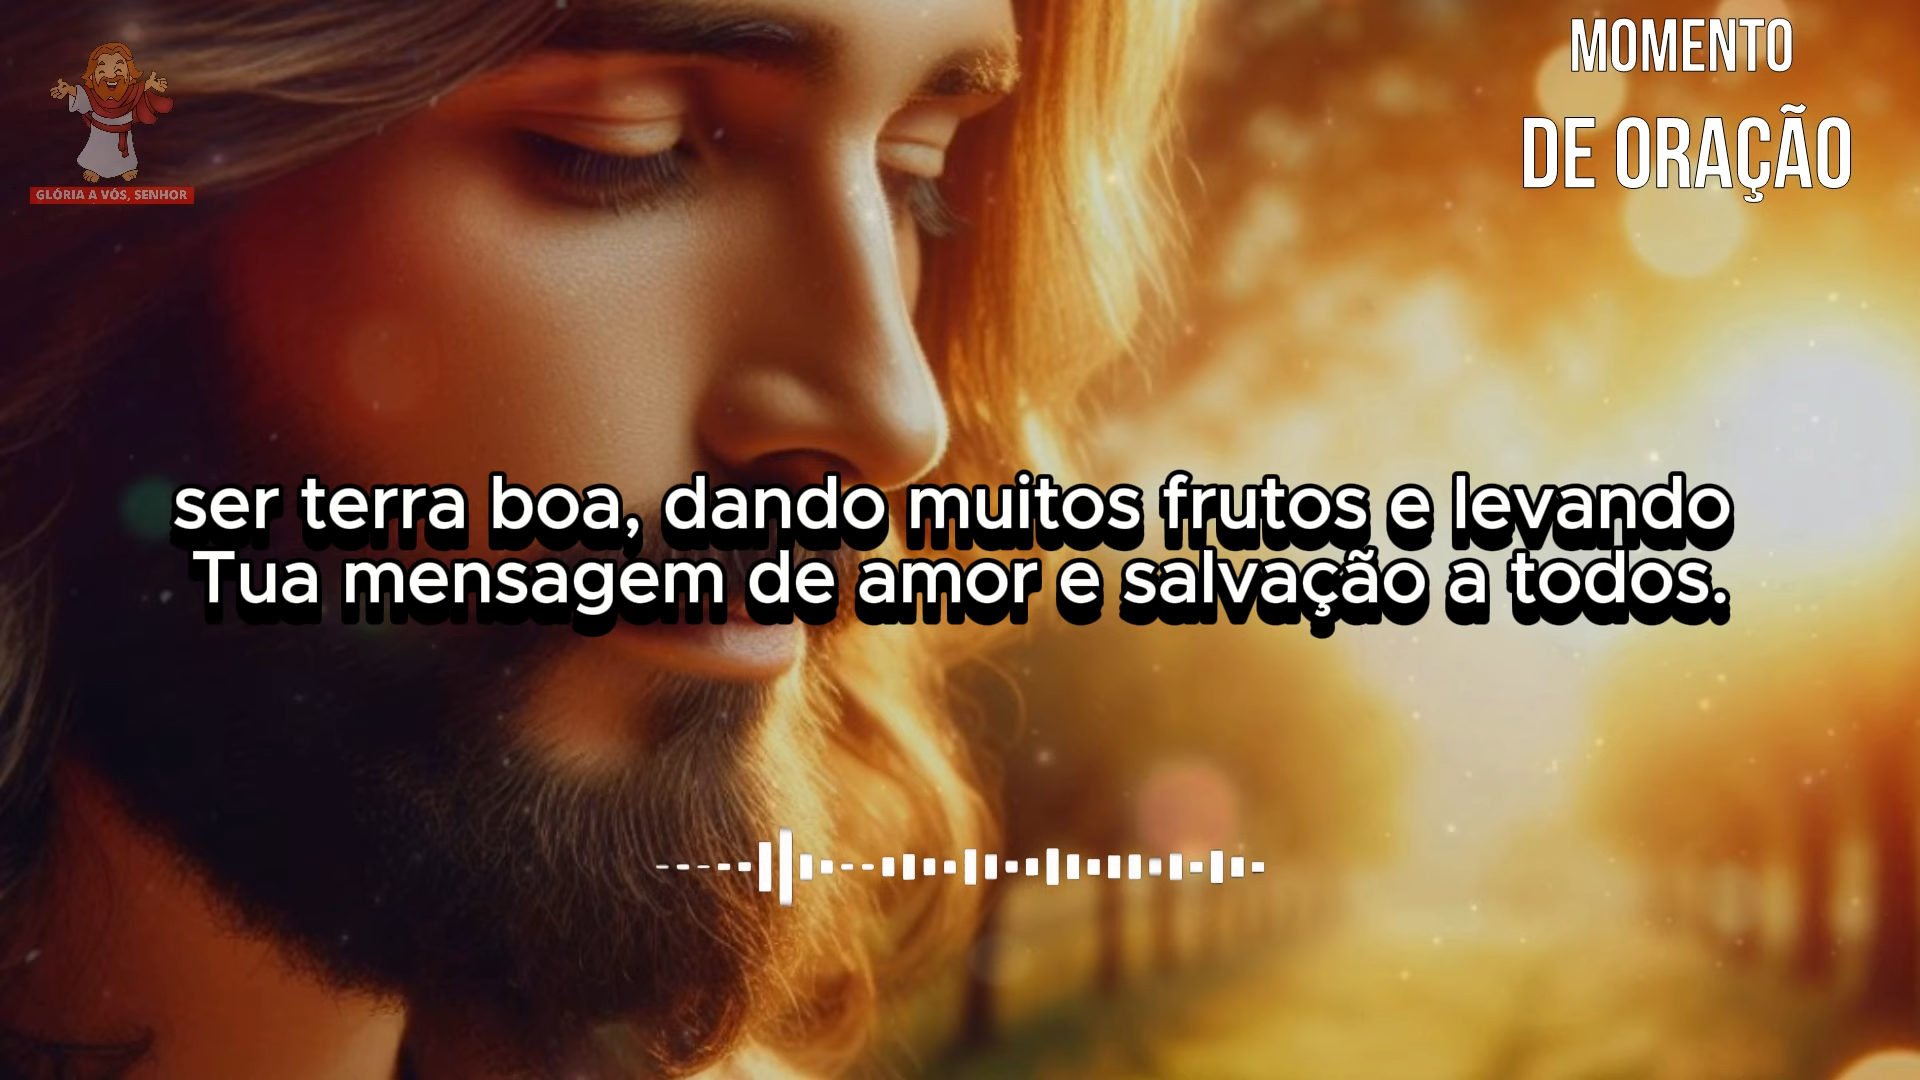 MOMENTO
DE ORAÇÃO
GLÓRIA A VÓS, SENHOR
ser terra boa, dando muitos frutos e levando
Tua mensagem de amor e salvação a todos.